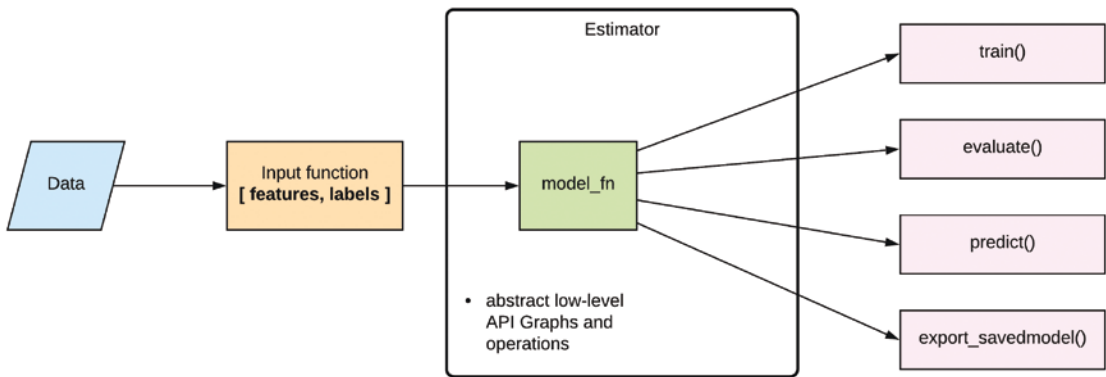 Estimator
Data
Input function
[ features, labels ]
model_fn
• abstract low-level
API Graphs and
operations
train()
evaluate()
predict()
export_savedmodel()